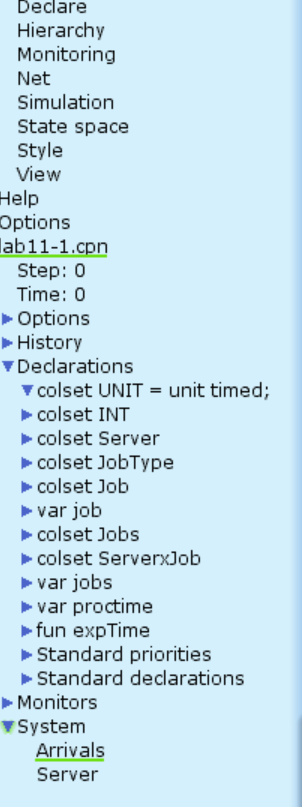 Declare
Hierarchy
Monitoring
Net
Simulation
State space
Style
View
Help
Options
lab11-1.cpn
Step: 0
Time: 0
Options
History
Declarations
colset UNIT = unit timed;
colset INT
colset Server
colset JobType
colset Job
var job
colset Jobs
colset ServerxJob
var jobs
var proctime
fun expTime
Standard priorities
Standard declarations
Monitors
System
Arrivals
Server